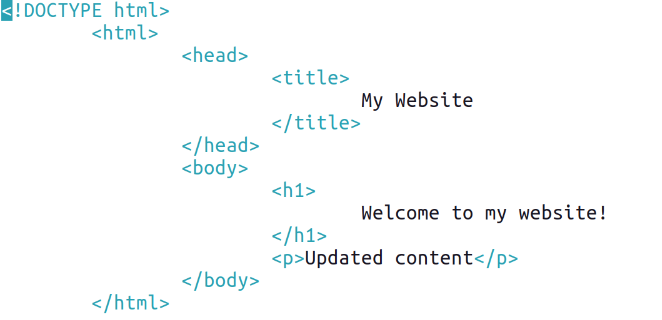 <!DOCTYPE html>
<html>
<head>
<title>
My Website
</title>
</head>
<body>
<h1>
Welcome to my website!
</h1>
<p>Updated content</p>
</body>
</html>